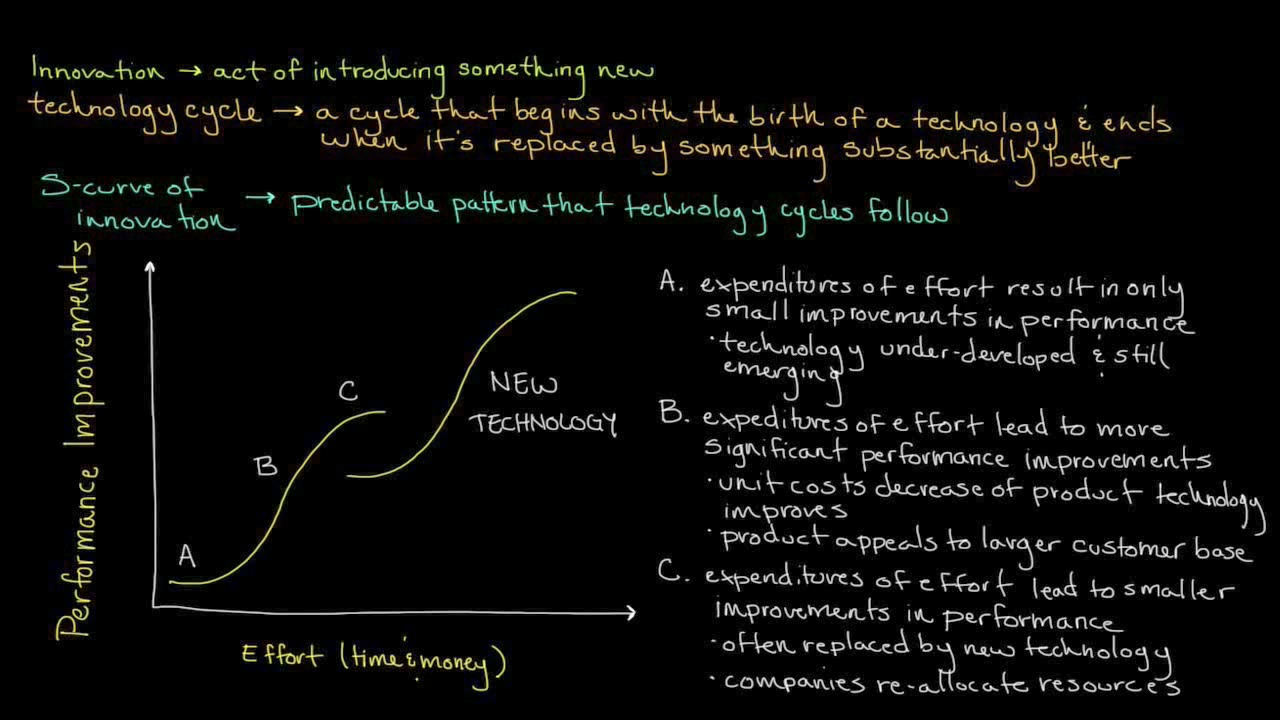 Innovation → act of introducing something new
technology cycle → a cycle that begins with the birth of a technology & ends
when it's replaced by something substantially better
S-curve of
innovation → predictable pattern that technology cycles follow
Performance Improvements
A
B
C
NEW
TECHNOLOGY
Effort (time & money)
A. expenditures of effort result in only
small improvements in performance
• technology under-developed & still
emerging
B. expeditures of effort lead to more
significant performance improvements
• unit costs decrease of product technology
improves
• product appeals to larger customer base
C. expenditures of effort lead to smaller
improvements in performance
• often replaced by new technology
• companies re-allocate resources